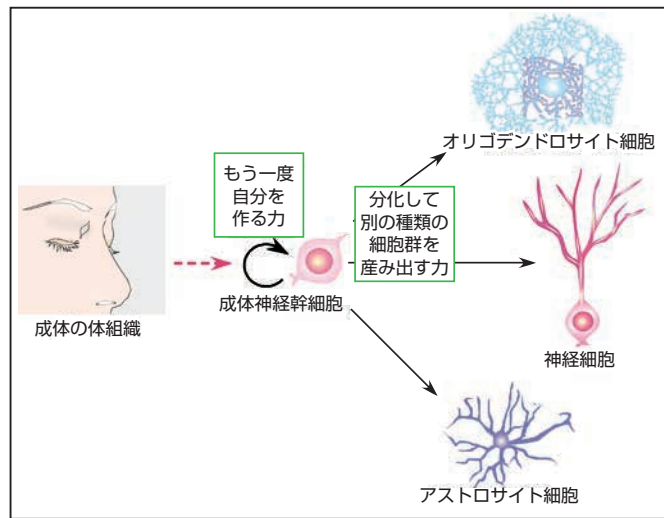 オリゴデンドロサイト細胞
もう一度
自分を
作る力
分化して
別の種類の
細胞群を
産み出す力
成体の体組織
成体神経幹細胞
神経細胞
アストロサイト細胞